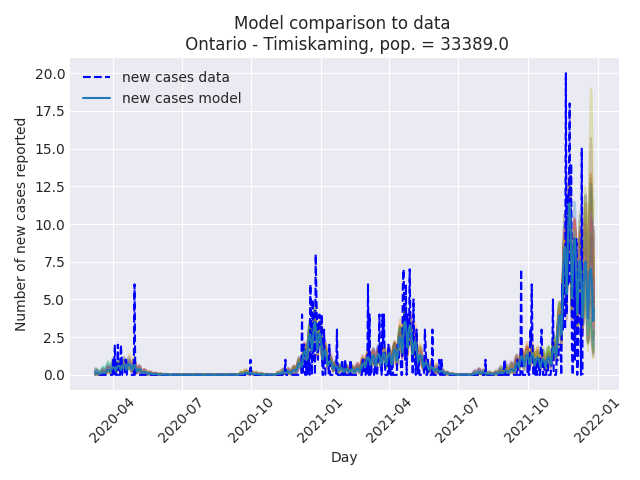 Model comparison to data
Ontario - Timiskaming, pop. = 33389.0
new cases data
new cases model
Number of new cases reported
20.0
17.5
15.0
12.5
10.0
7.5
5.0
2.5
0.0
2020-04
2020-07
2020-10
2021-01
2021-04
2021-07
2021-10
2022-01
Day